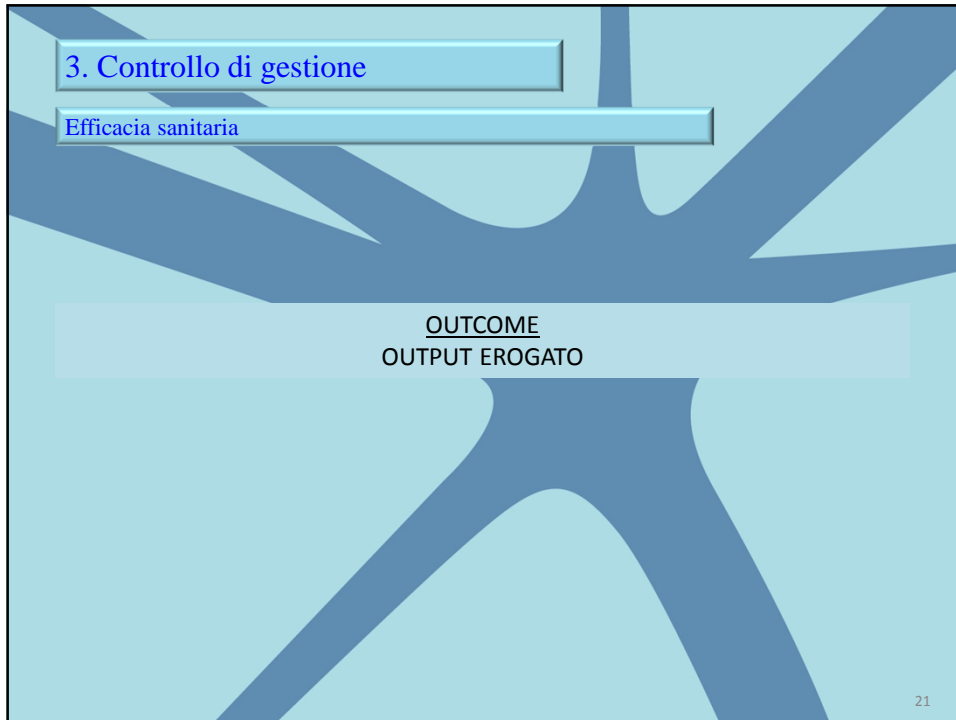 3. Controllo di gestione
Efficacia sanitaria
OUTCOME
OUTPUT EROGATO
21